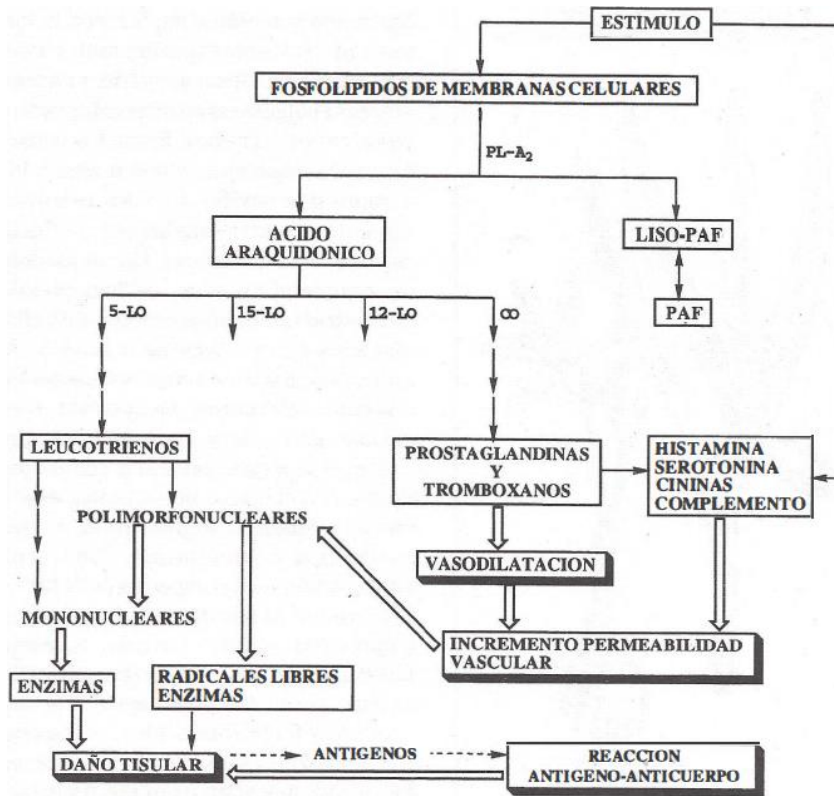 ESTIMULO
FOSFOLIPIDOS DE MEMBRANAS CELULARES
PL-A₂
ACIDO
ARAQUIDONICO
LISO-PAF
PAF
5-LO
15-LO
12-LO
CO
LEUCOTRIENOS
PROSTAGLANDINAS
Y
TROMBOXANOS
HISTAMINA
SEROTONINA
CININAS
COMPLEMENTO
POLIMORFONUCLEARES
VASODILATACION
MONONUCLEARES
INCREMENTO PERMEABILIDAD
VASCULAR
ENZIMAS
RADICALES LIBRES
ENZIMAS
DAÑO TISULAR
ANTIGENOS
REACCION
ANTIGENO-ANTICUERPO